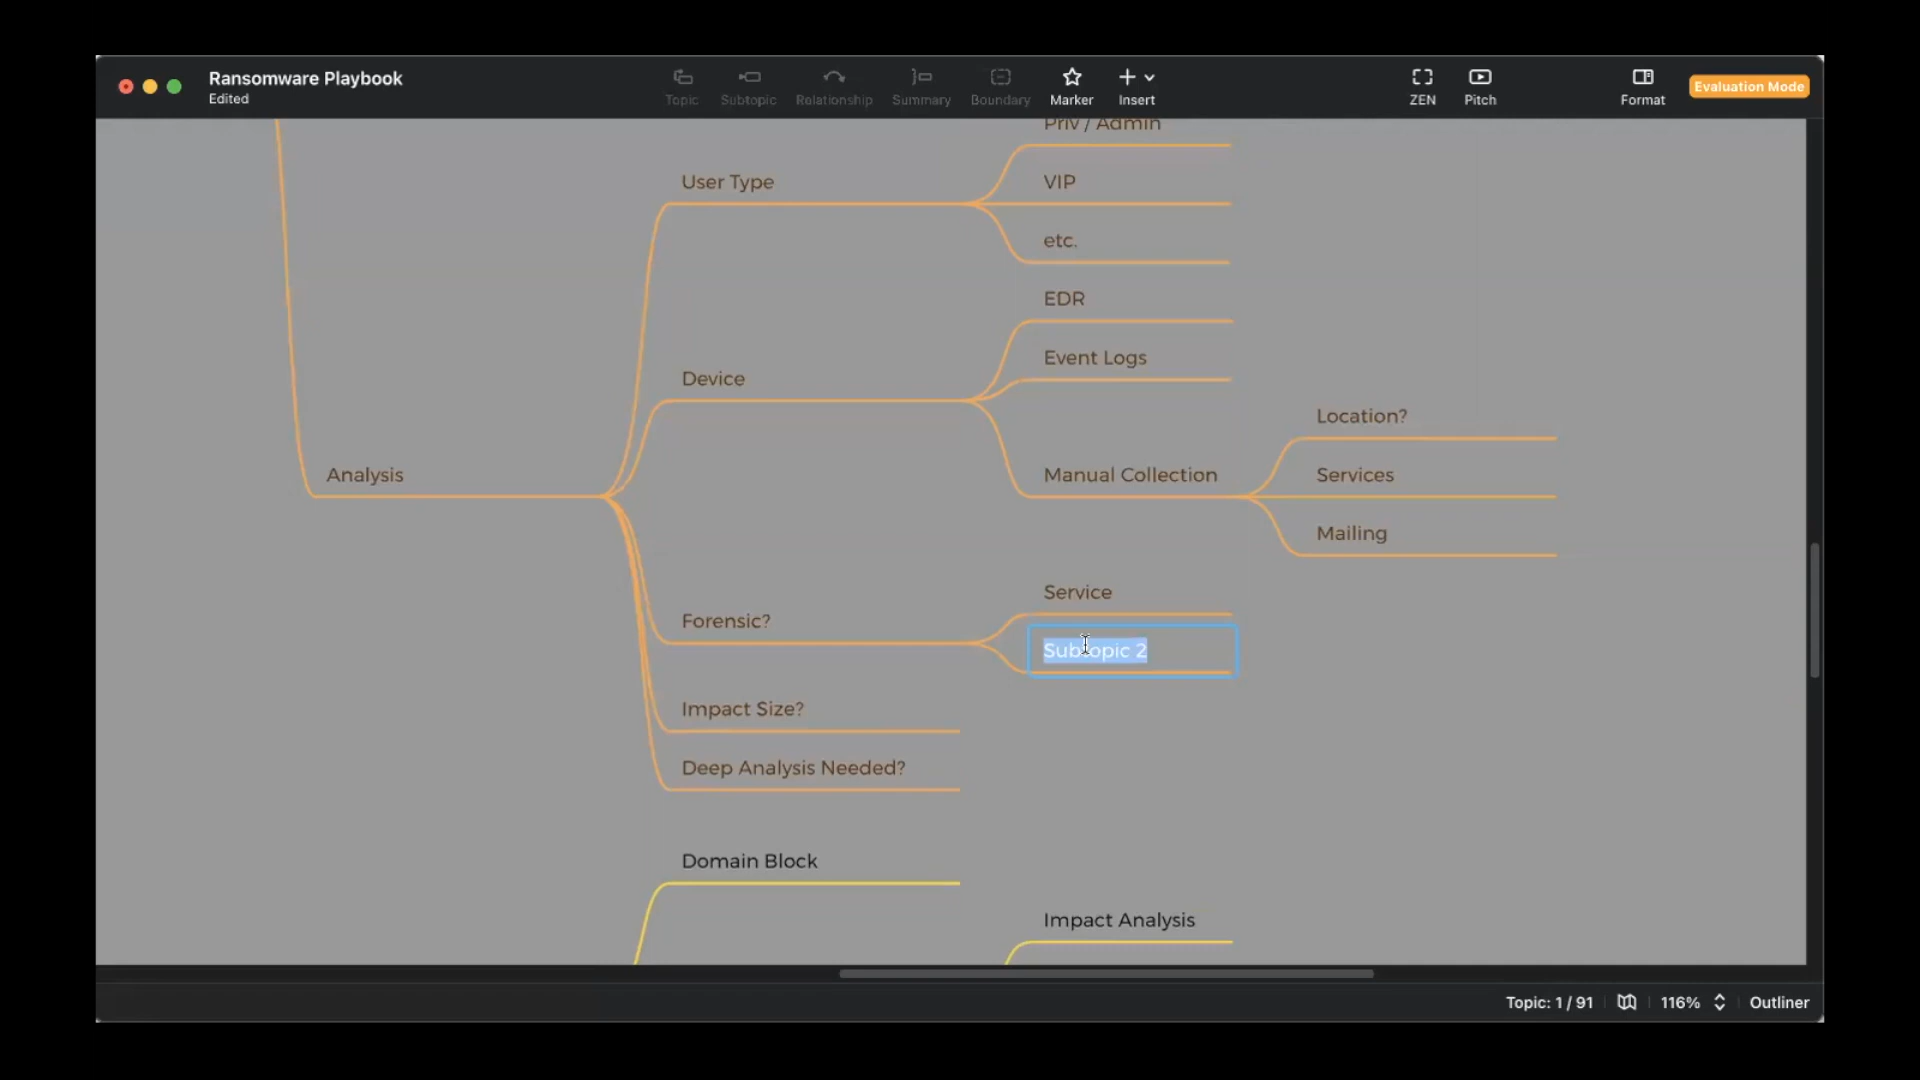 Ransomware Playbook
Edited
Topic
Subtopic
Relationship
Summary
Boundary
Marker
Insert
ZEN
Pitch
Format
Evaluation Mode
Priv / Admin
User Type
VIP
etc.
EDR
Event Logs
Device
Location?
Analysis
Manual Collection
Services
Mailing
Service
Forensic?
Subtopic 2
Impact Size?
Deep Analysis Needed?
Domain Block
Impact Analysis
Topic: 1 / 91
116%
Outliner